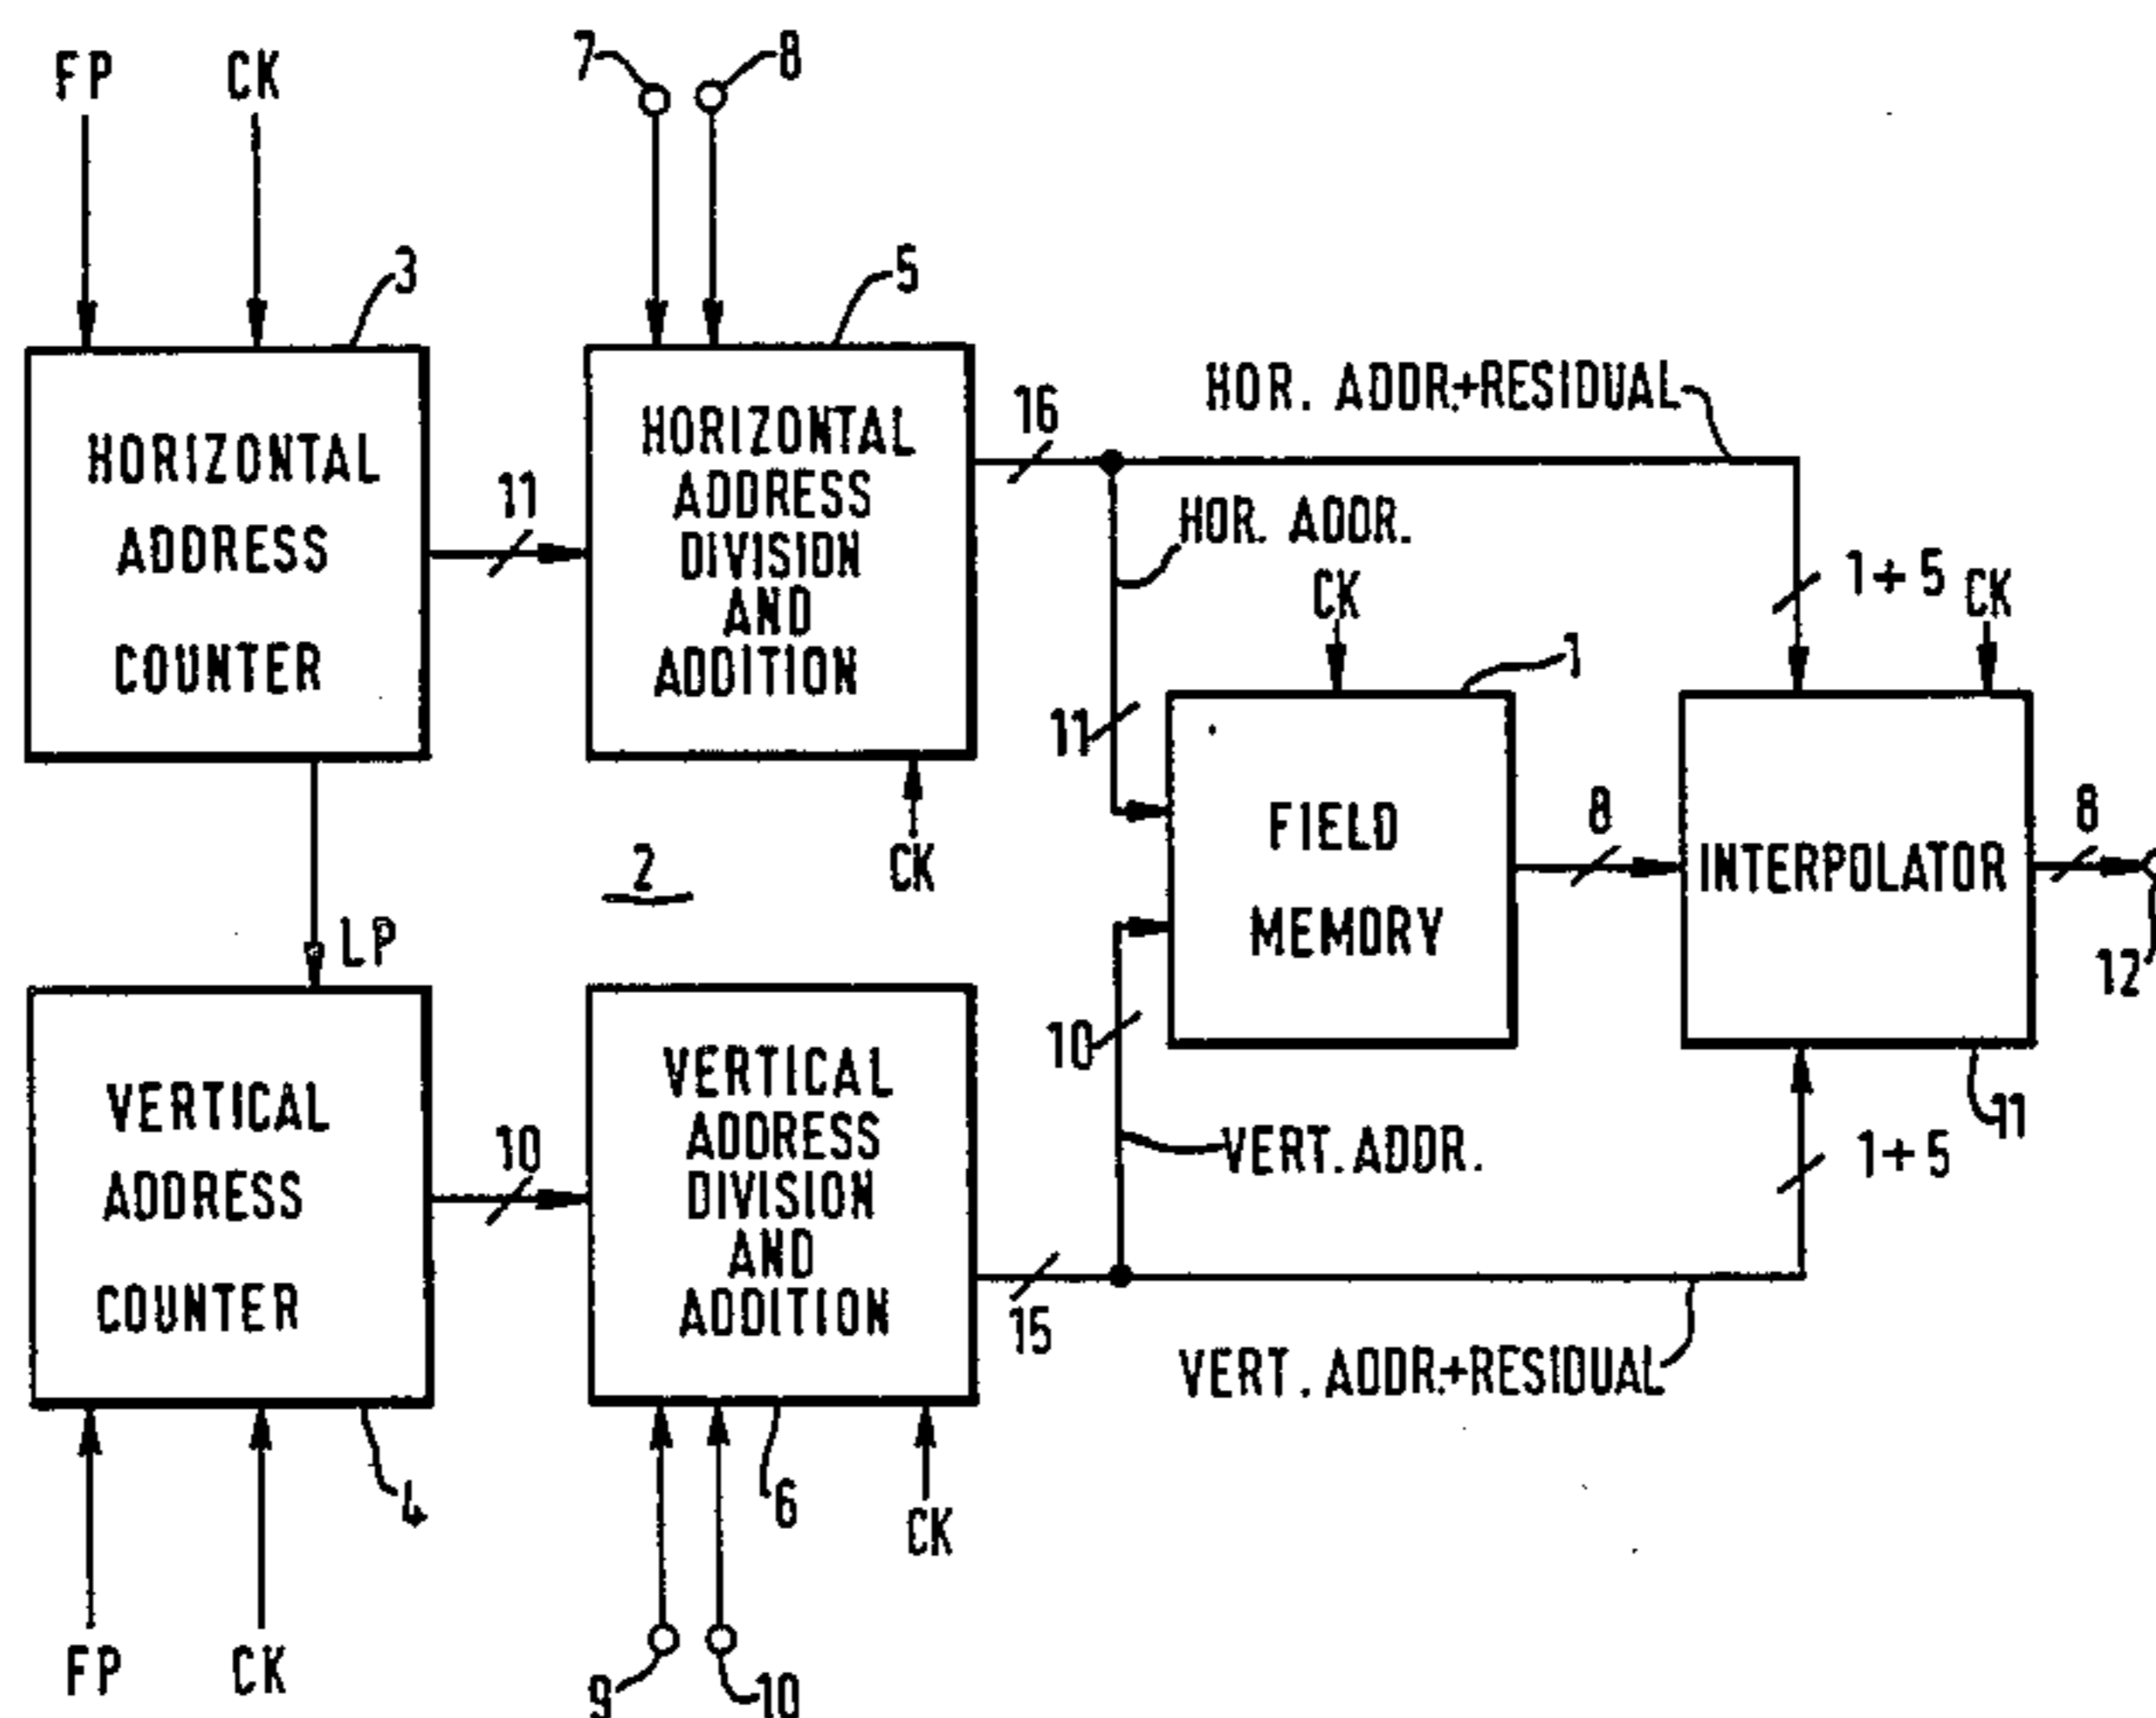 FP CK 7 8
3 5
HORIZONTAL
ADDRESS
COUNTER
11
HORIZONTAL
ADDRESS
DIVISION
AND
ADDITION
16
HOR. ADDR.+RESIDUAL
HOR. ADDR.
CK
1+5 CK
11
1
FIELD
MEMORY
8
INTERPOLATOR
8
12
11
CK
2
LP
VERTICAL
ADDRESS
COUNTER
10
VERTICAL
ADDRESS
DIVISION
AND
ADDITION
10
VERT. ADDR.
1+5
15
VERT. ADDR.+RESIDUAL
4
6
CK
FP CK
9 10